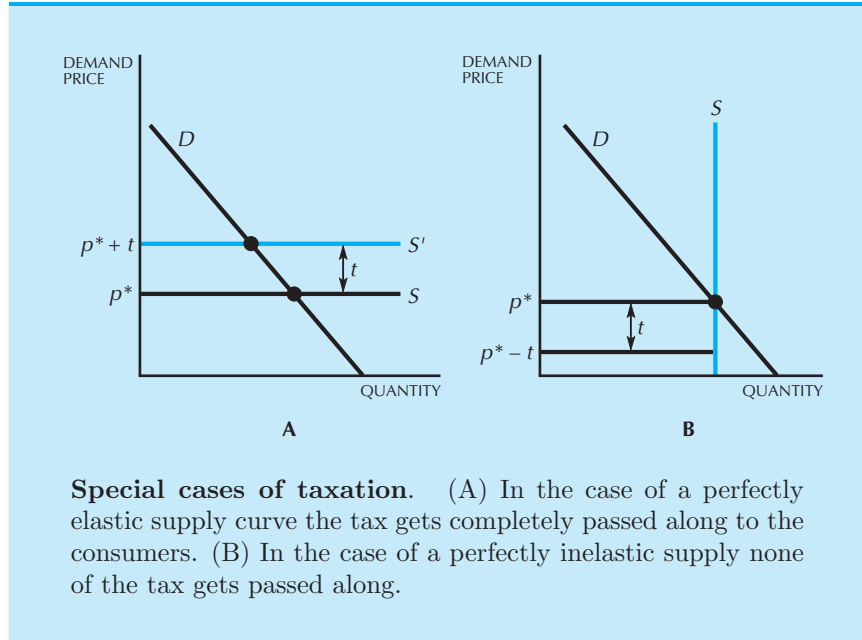 DEMAND
PRICE
D
p* + t
S'
t
p*
S
QUANTITY
A
DEMAND
PRICE
S
D
p*
t
p* − t
QUANTITY
B
Special cases of taxation. (A) In the case of a perfectly
elastic supply curve the tax gets completely passed along to the
consumers. (B) In the case of a perfectly inelastic supply none
of the tax gets passed along.